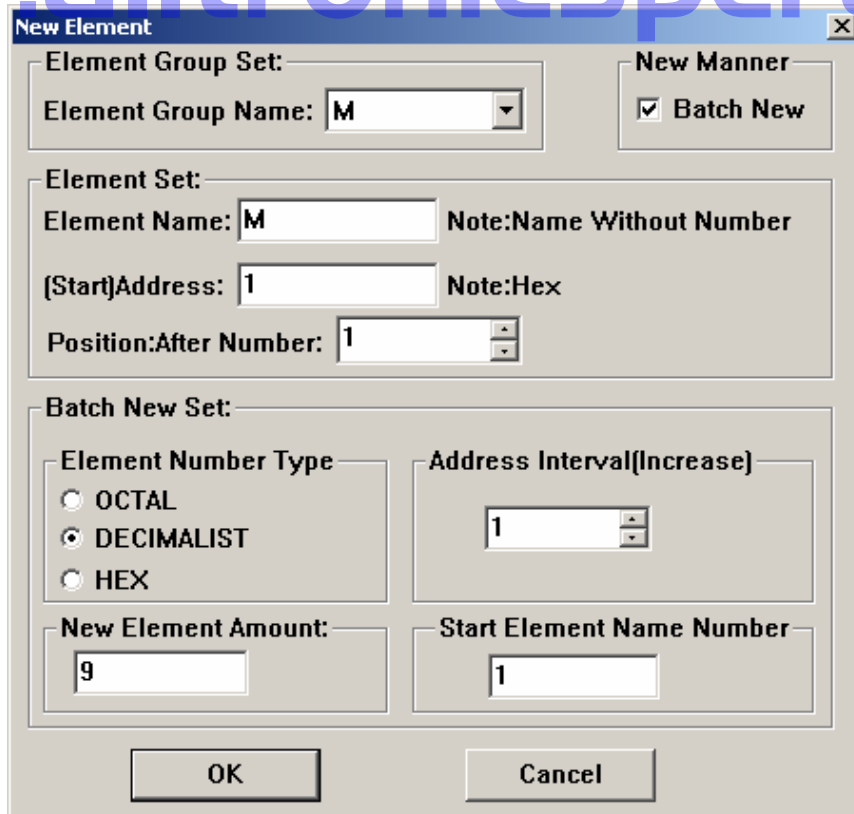 New Element
Element Group Set:
Element Group Name: M
New Manner
Batch New
Element Set:
Element Name: M Note:Name Without Number
(Start)Address: 1 Note:Hex
Position:After Number: 1
Batch New Set:
Element Number Type
OCTAL
DECIMALIST
HEX
Address Interval(Increase)
1
New Element Amount:
9
Start Element Name Number
1
OK Cancel